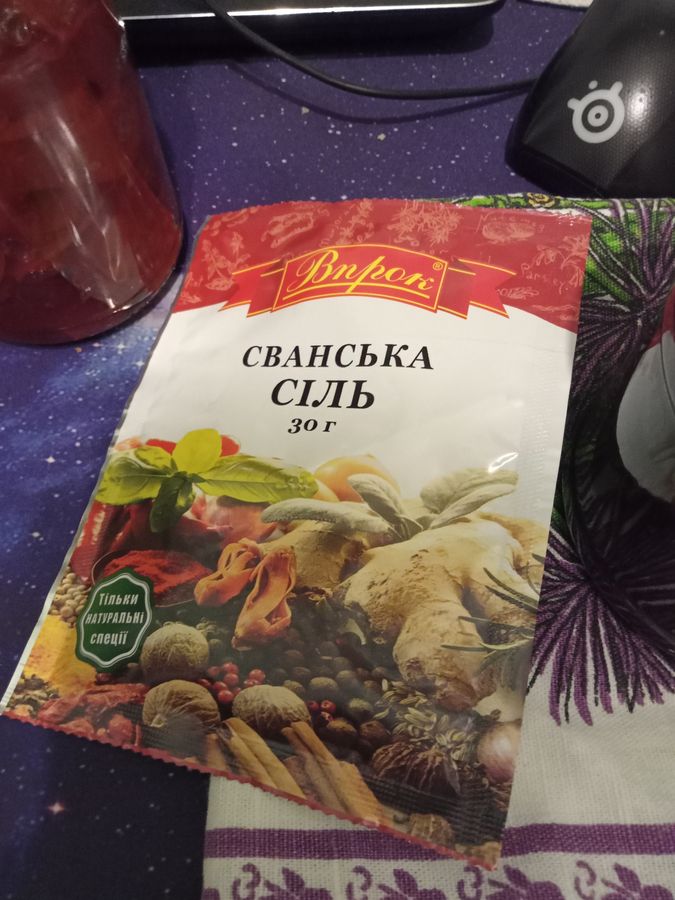 Впрок®
СВАНСЬКА
СІЛЬ
30 г
Тільки
НАТУРАЛЬНІ
спеції